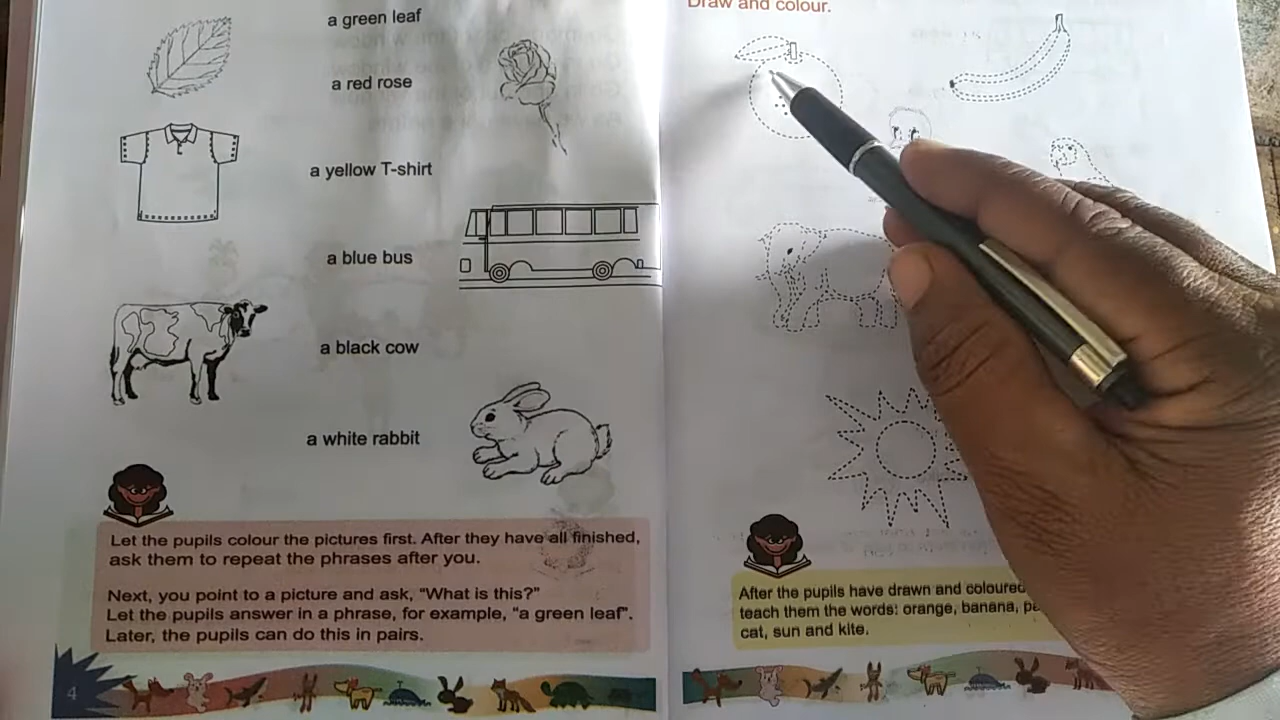 a green leaf
a red rose
a yellow T-shirt
a blue bus
a black cow
a white rabbit
Let the pupils colour the pictures first. After they have all finished,
ask them to repeat the phrases after you.
Next, you point to a picture and ask, “What is this?”
Let the pupils answer in a phrase, for example, “a green leaf”.
Later, the pupils can do this in pairs.
4
Draw and colour.
After the pupils have drawn and coloured
teach them the words: orange, banana,
cat, sun and kite.